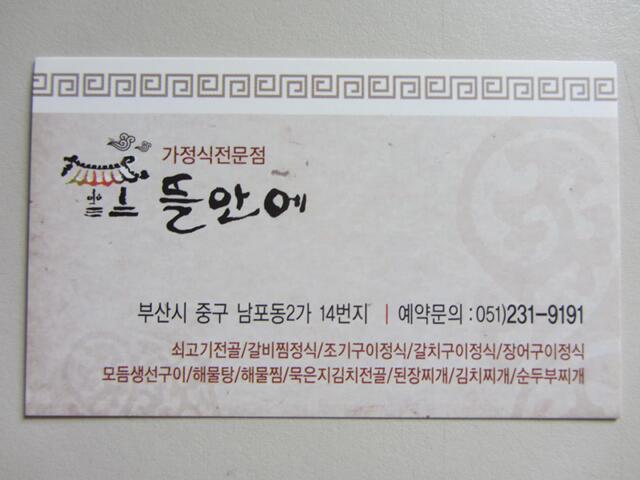 가정식전문점
뜰안에
부산시 중구 남포동2가 14번지 | 예약문의 : 051)231-9191
쇠고기전골/갈비찜정식/조기구이정식/갈치구이정식/장어구이정식
모듬생선구이/해물탕/해물찜/묵은지김치전골/된장찌개/김치찌개/순두부찌개